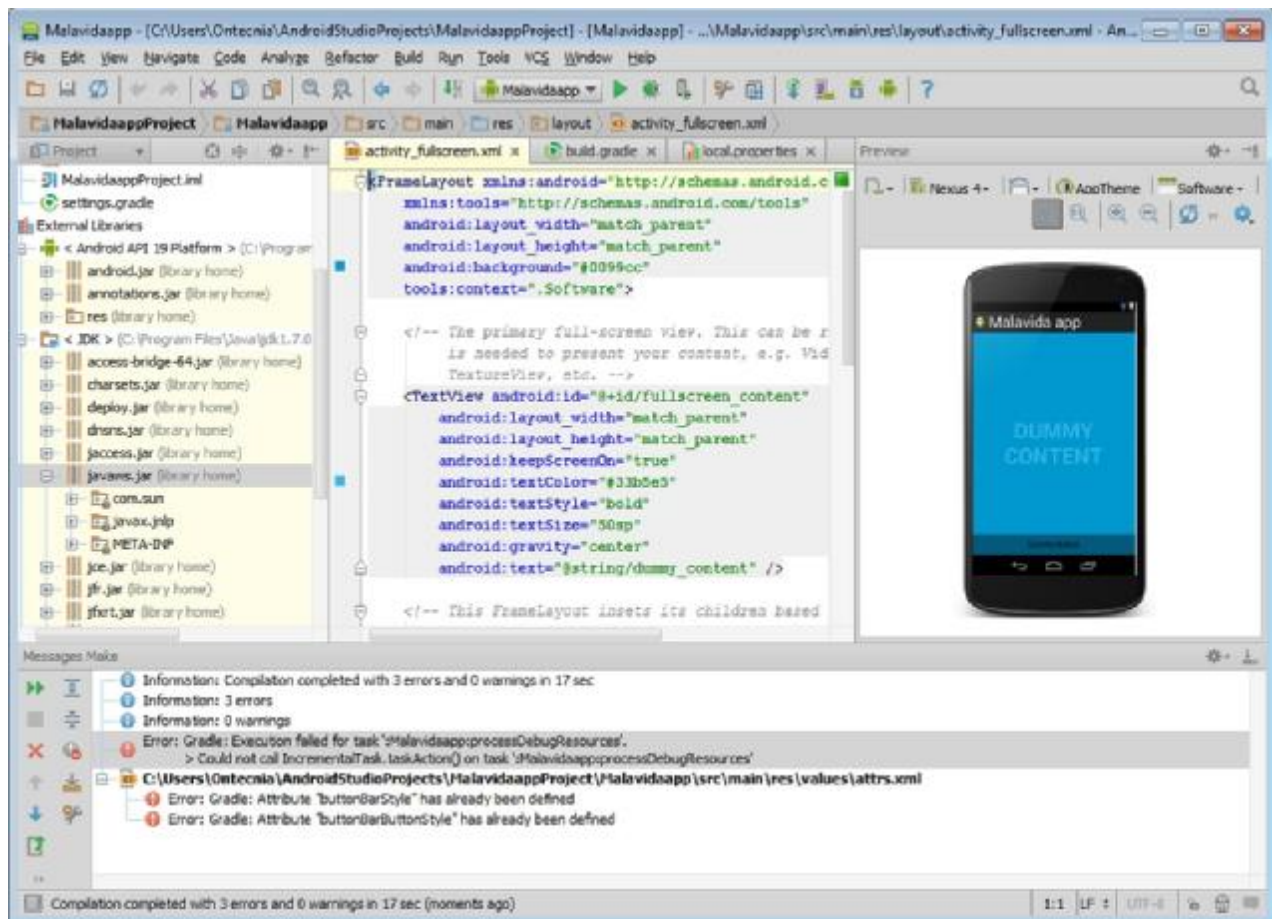 Malavidaapp - [C:\Users\Ontecnia\AndroidStudioProjects\MalavidaappProject] - [Malavidaapp] - ...\Malavidaapp\src\main\res\layout\activity_fullscreen.xml - An...
File Edit View Navigate Code Analyze Refactor Build Run Tools VCS Window Help
Malavidaapp
MalavidaappProject Malavidaapp src main res layout activity_fullscreen.xml
Project
MalavidaappProject.iml
settings.gradle
External Libraries
< Android API 19 Platform > (C:\Program
android.jar (library home)
annotations.jar (library home)
res (library home)
< JDK > (C:\Program Files\Java\jdk1.7.0
access-bridge-64.jar (library home)
charsets.jar (library home)
deploy.jar (library home)
dnsns.jar (library home)
jaccess.jar (library home)
javaws.jar (library home)
com.sun
javax.jnlp
META-INF
jce.jar (library home)
jfr.jar (library home)
jfxrt.jar (library home)
activity_fullscreen.xml build.gradle local.properties
<FrameLayout xmlns:android="http://schemas.android.c
xmlns:tools="http://schemas.android.com/tools"
android:layout_width="match_parent"
android:layout_height="match_parent"
android:background="#0099cc"
tools:context=".Software">
<!-- The primary full-screen view. This can be r
is needed to present your content, e.g. Vid
TextureView, etc. -->
<TextView android:id="@+id/fullscreen_content"
android:layout_width="match_parent"
android:layout_height="match_parent"
android:keepScreenOn="true"
android:textColor="#33b5e5"
android:textStyle="bold"
android:textSize="50sp"
android:gravity="center"
android:text="@string/dummy_content" />
<!-- This FrameLayout insets its children based
Preview
Nexus 4 AppTheme Software
Malavida app
DUMMY
CONTENT
Messages Make
Information: Compilation completed with 3 errors and 0 warnings in 17 sec
Information: 3 errors
Information: 0 warnings
Error: Gradle: Execution failed for task ':Malavidaapp:processDebugResources'.
> Could not call IncrementalTask.taskAction() on task ':Malavidaapp:processDebugResources'
C:\Users\Ontecnia\AndroidStudioProjects\MalavidaappProject\Malavidaapp\src\main\res\values\attrs.xml
Error: Gradle: Attribute "buttonBarStyle" has already been defined
Error: Gradle: Attribute "buttonBarButtonStyle" has already been defined
Compilation completed with 3 errors and 0 warnings in 17 sec (moments ago)
1:1 LF UTF-8